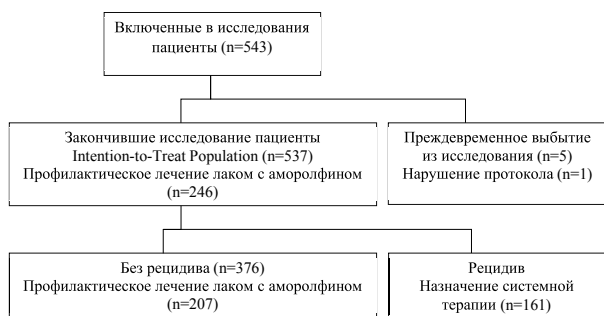 Включенные в исследования
пациенты (n=543)
Закончившие исследование пациенты
Intention-to-Treat Population (n=537)
Профилактическое лечение лаком с аморолфином
(n=246)
Преждевременное выбытие
из исследования (n=5)
Нарушение протокола (n=1)
Без рецидива (n=376)
Профилактическое лечение лаком с аморолфином
(n=207)
Рецидив
Назначение системной
терапии (n=161)